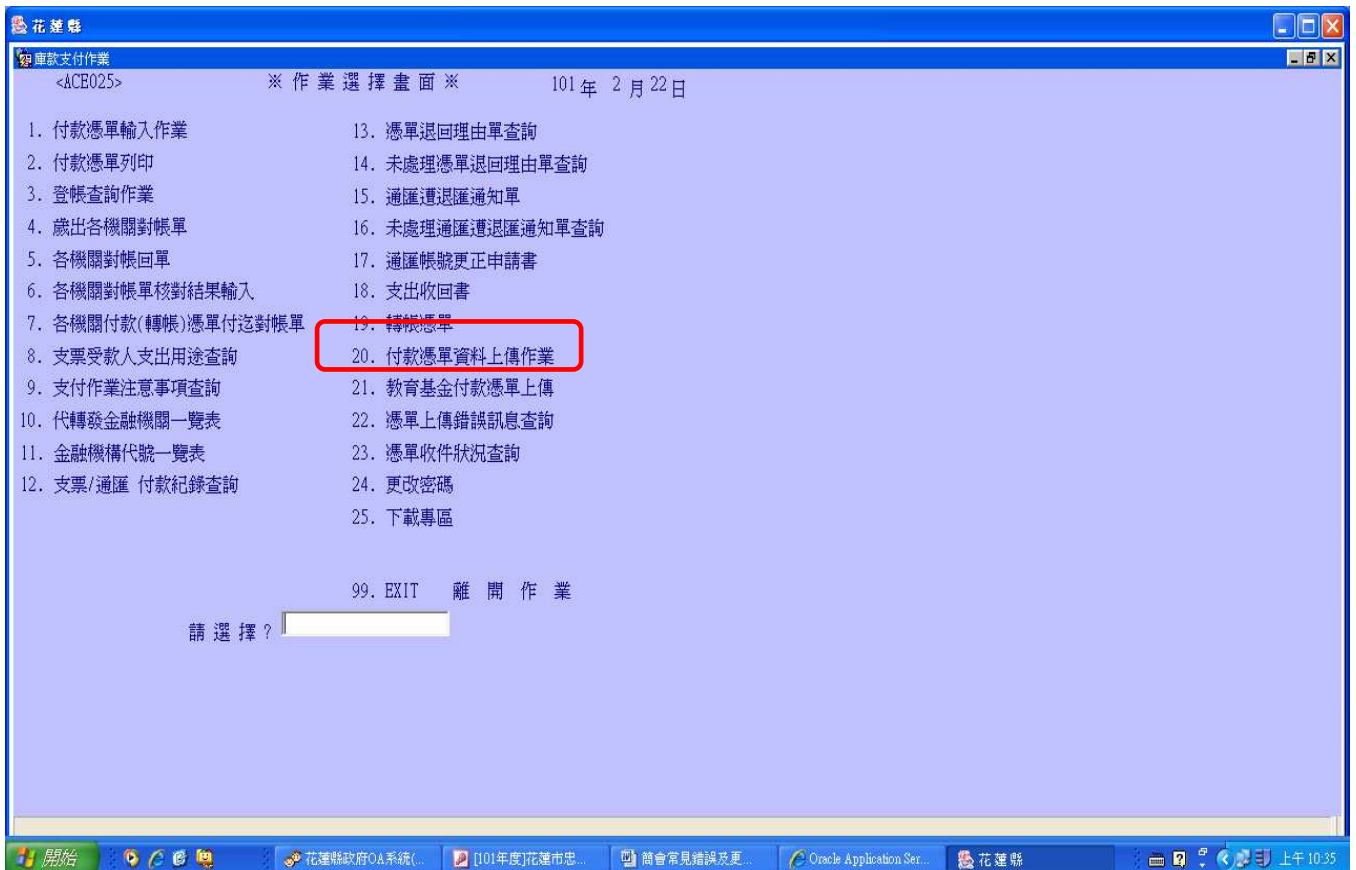 花蓮縣
庫款支付作業
<ACE025> ※ 作 業 選 擇 畫 面 ※ 101 年 2 月 22 日
1. 付款憑單輸入作業
2. 付款憑單列印
3. 登帳查詢作業
4. 歲出各機關對帳單
5. 各機關對帳回單
6. 各機關對帳單核對結果輸入
7. 各機關付款(轉帳)憑單付迄對帳單
8. 支票受款人支出用途查詢
9. 支付作業注意事項查詢
10. 代轉發金融機關一覽表
11. 金融機構代號一覽表
12. 支票/通匯 付款紀錄查詢
13. 憑單退回理由單查詢
14. 未處理憑單退回理由單查詢
15. 通匯遭退匯通知單
16. 未處理通匯遭退匯通知單查詢
17. 通匯帳號更正申請書
18. 支出收回書
19. 轉帳憑單
20. 付款憑單資料上傳作業
21. 教育基金付款憑單上傳
22. 憑單上傳錯誤訊息查詢
23. 憑單收件狀況查詢
24. 更改密碼
25. 下載專區
99. EXIT 離 開 作 業
請 選 擇 ?
開始 花蓮縣政府OA系統(... [101年度]花蓮市忠... 簡會常見錯誤及更... Oracle Application Ser... 花蓮縣 上午 10:35